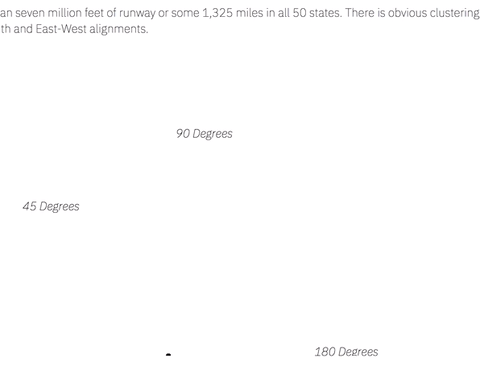 an seven million feet of runway or some 1,325 miles in all 50 states. There is obvious clustering
th and East-West alignments.
90 Degrees
45 Degrees
180 Degrees